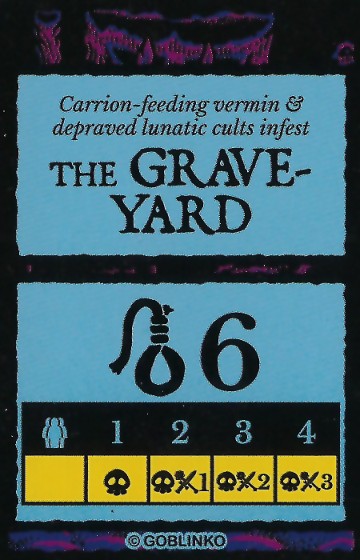 Carrion-feeding vermin &
depraved lunatic cults infest
THE GRAVE-
YARD
6
1 2 3 4
1 2 3
© GOBLINKO